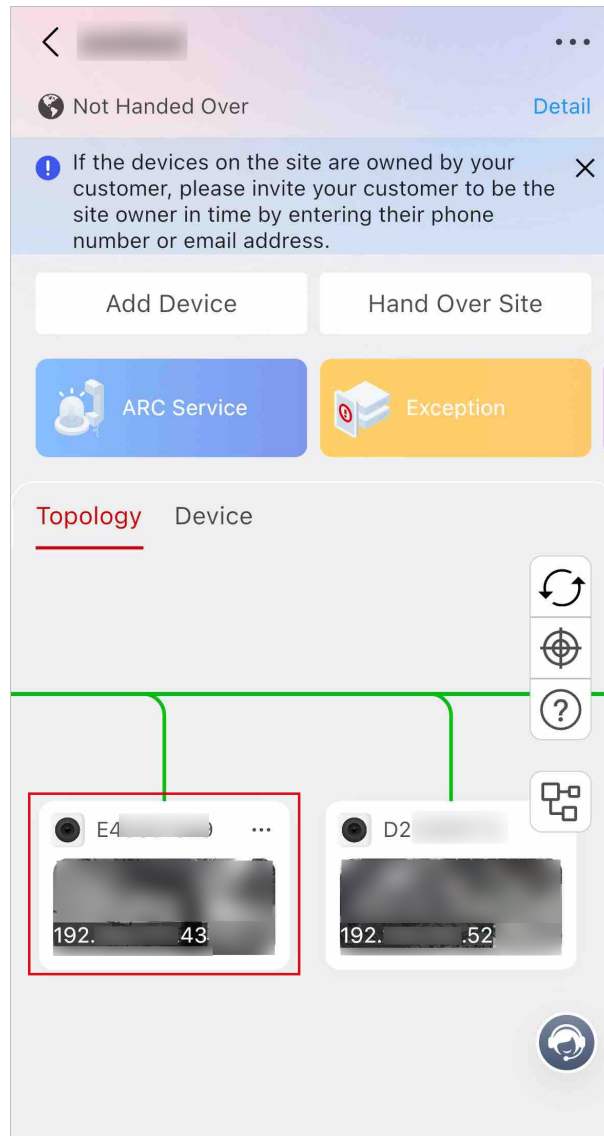 Not Handed Over
Detail
If the devices on the site are owned by your
customer, please invite your customer to be the
site owner in time by entering their phone
number or email address.
Add Device
Hand Over Site
ARC Service
Exception
Topology
Device
E4
D2
192.
43
192.
.52